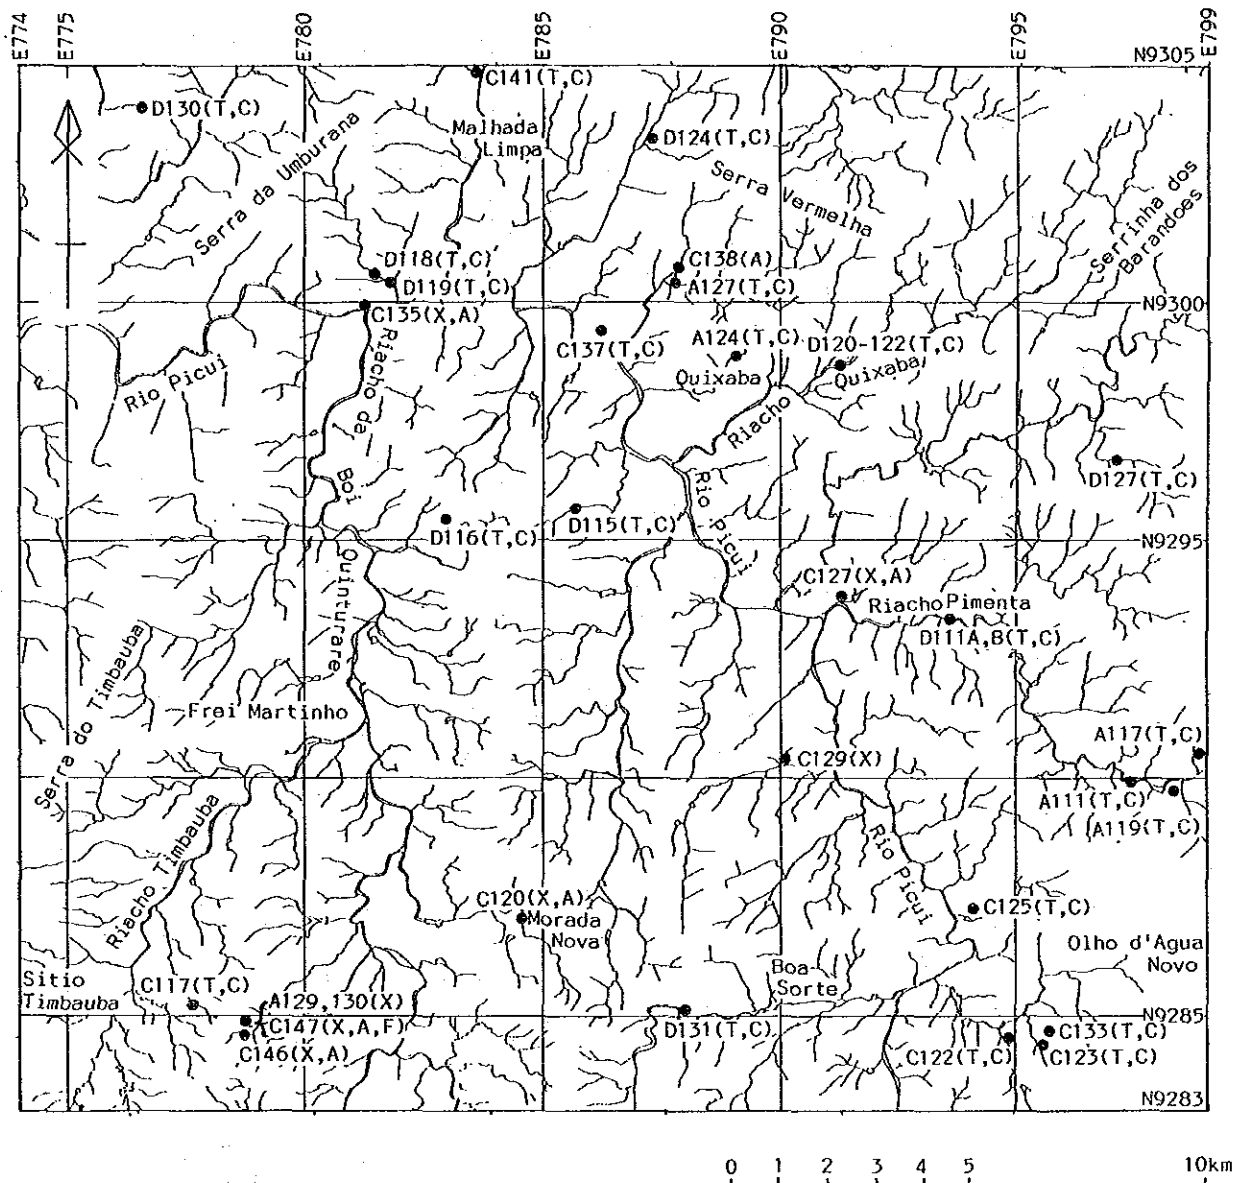 E774
E775
E780
E785
E790
E795
E799
N9305
C141(T,C)
D130(T,C)
Malhada
Limpa
D124(T,C)
Serra da Umburana
Serra Vermelha
Serrinha dos
Barandoes
D118(T,C)
D119(T,C)
C138(A)
A127(T,C)
N9300
C135(X,A)
C137(T,C)
A124(T,C)
D120-122(T,C)
Quixaba
Riacho Quixaba
Rio Picui
Riacho da Boi
D127(T,C)
Rio Picui
D116(T,C)
D115(T,C)
N9295
Quinturare
C127(X,A)
Riacho Pimenta
D111A,B(T,C)
Serra do Timbauba
Frei Martinho
A117(T,C)
C129(X)
A111(T,C)
A119(T,C)
Riacho Timbauba
Rio Picui
C120(X,A)
Morada
Nova
C125(T,C)
Olho d'Agua
Novo
Boa
Sorte
Sitio
Timbauba
C117(T,C)
A129,130(X)
C147(X,A,F)
C146(X,A)
D131(T,C)
N9285
C122(T,C)
C133(T,C)
C123(T,C)
N9283
0 1 2 3 4 5 10km